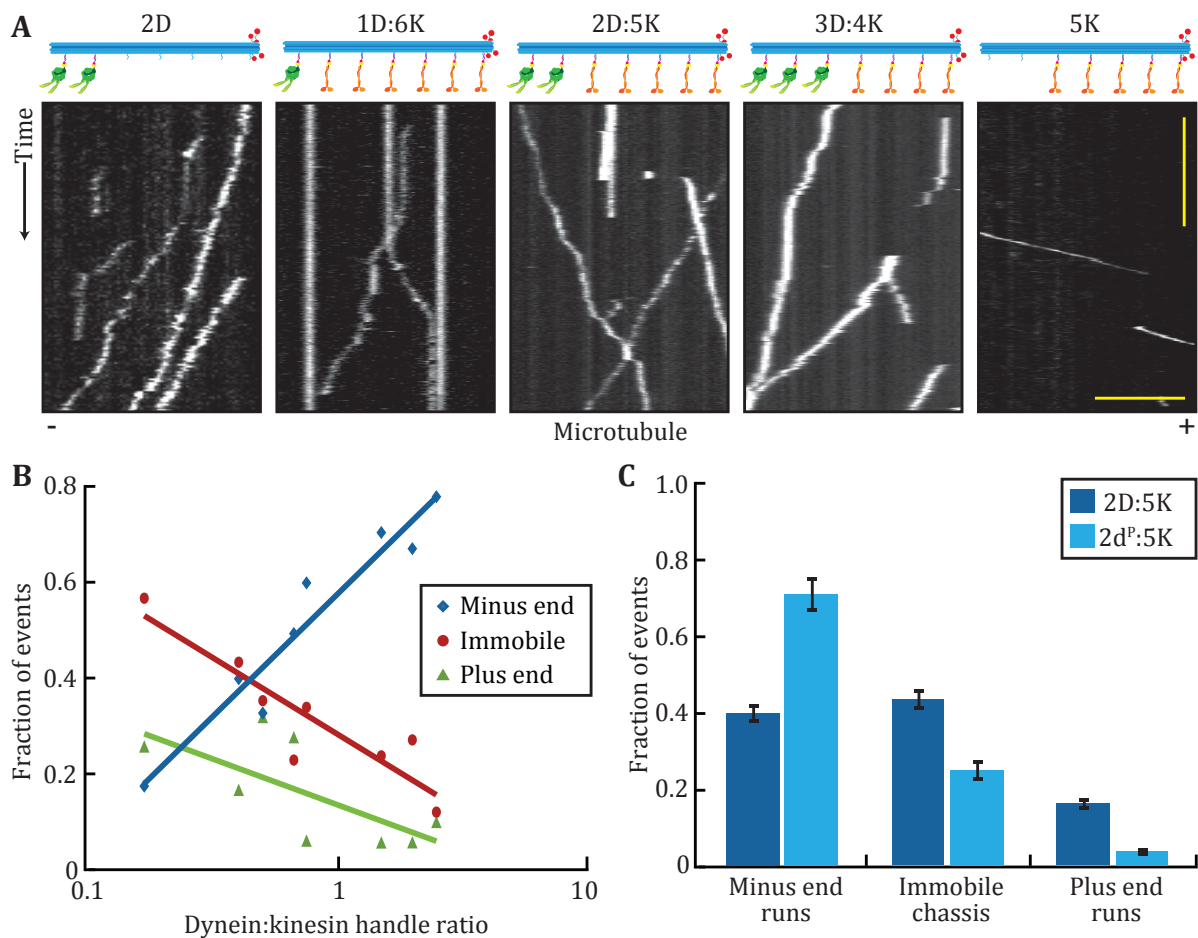 A
2D
1D:6K
2D:5K
3D:4K
5K
Time
-
Microtubule
+
B
Fraction of events
0.8
0.6
0.4
0.2
0
0.1
1
10
Dynein:kinesin handle ratio
Minus end
Immobile
Plus end
C
Fraction of events
1.0
0.8
0.6
0.4
0.2
0
2D:5K
2dᴾ:5K
Minus end
runs
Immobile
chassis
Plus end
runs